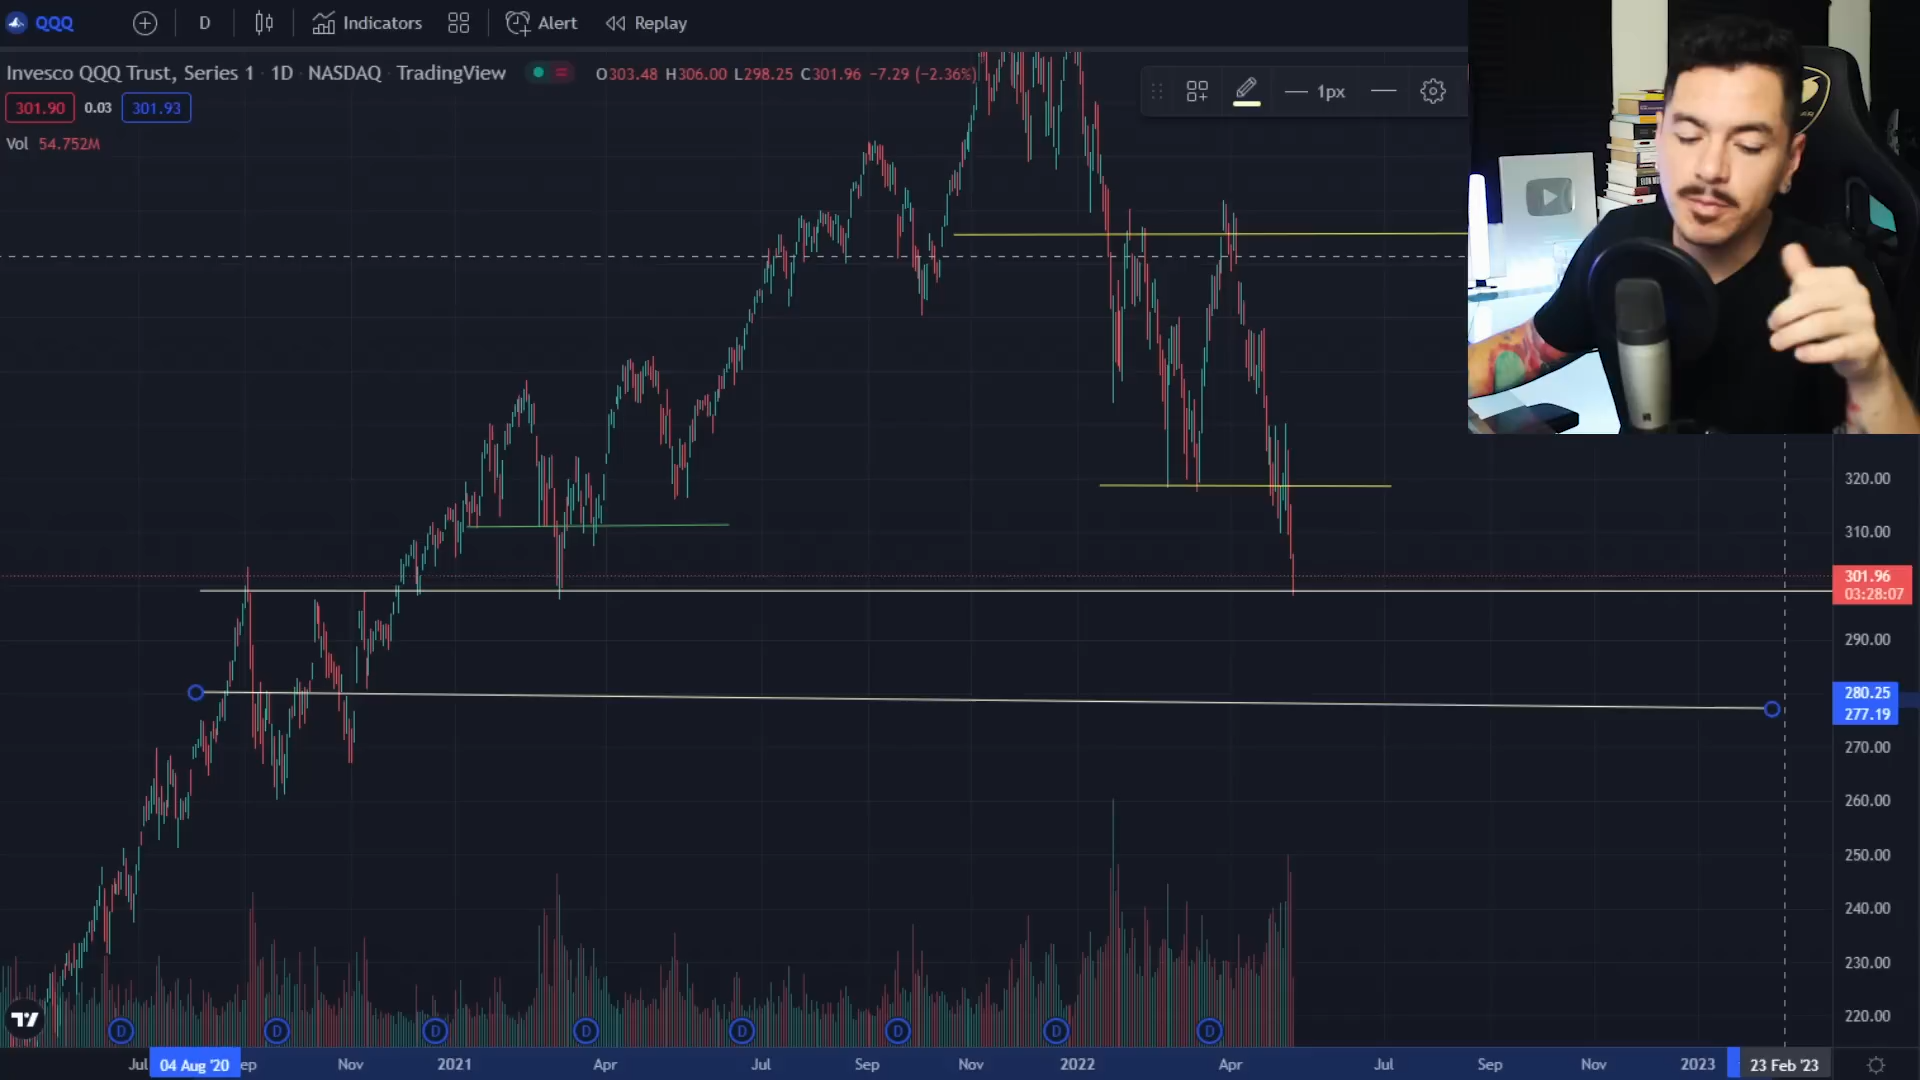 QQQ D Indicators Alert Replay
Invesco QQQ Trust, Series 1 · 1D · NASDAQ · TradingView O303.48 H306.00 L298.25 C301.96 −7.29 (−2.36%)
301.90 0.03 301.93
Vol 54.752M
1px
320.00
310.00
301.96
03:28:07
290.00
280.25
277.19
270.00
260.00
250.00
240.00
230.00
220.00
D D D D D D D D
Jul 04 Aug '20 ep Nov 2021 Apr Jul Sep Nov 2022 Apr Jul Sep Nov 2023 23 Feb '23